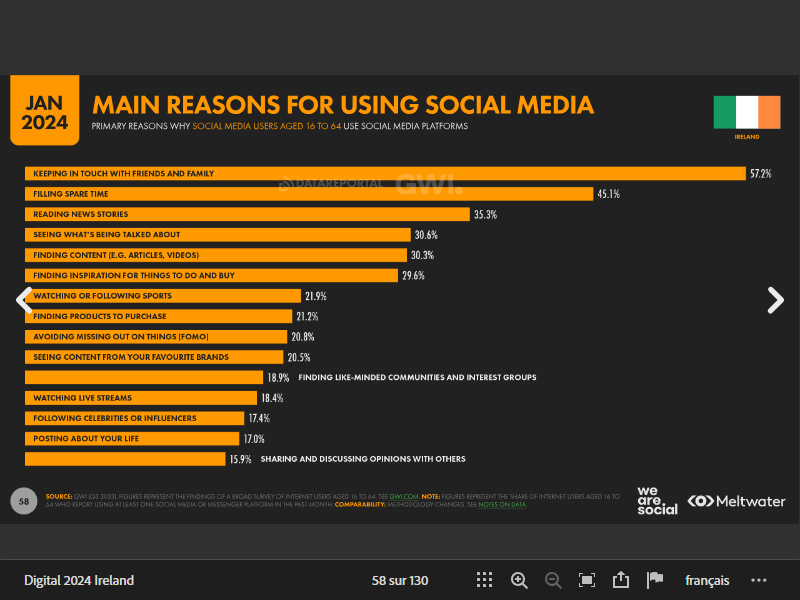 JAN
2024
MAIN REASONS FOR USING SOCIAL MEDIA
PRIMARY REASONS WHY SOCIAL MEDIA USERS AGED 16 TO 64 USE SOCIAL MEDIA PLATFORMS
IRELAND
KEEPING IN TOUCH WITH FRIENDS AND FAMILY 57.2%
DATAREPORTAL GWI.
FILLING SPARE TIME 45.1%
READING NEWS STORIES 35.3%
SEEING WHAT'S BEING TALKED ABOUT 30.6%
FINDING CONTENT (E.G. ARTICLES, VIDEOS) 30.3%
FINDING INSPIRATION FOR THINGS TO DO AND BUY 29.6%
WATCHING OR FOLLOWING SPORTS 21.9%
FINDING PRODUCTS TO PURCHASE 21.2%
AVOIDING MISSING OUT ON THINGS (FOMO) 20.8%
SEEING CONTENT FROM YOUR FAVOURITE BRANDS 20.5%
18.9% FINDING LIKE-MINDED COMMUNITIES AND INTEREST GROUPS
WATCHING LIVE STREAMS 18.4%
FOLLOWING CELEBRITIES OR INFLUENCERS 17.4%
POSTING ABOUT YOUR LIFE 17.0%
15.9% SHARING AND DISCUSSING OPINIONS WITH OTHERS
58
SOURCE: GWI (Q3 2023). FIGURES REPRESENT THE FINDINGS OF A BROAD SURVEY OF INTERNET USERS AGED 16 TO 64. SEE GWI.COM. NOTE: FIGURES REPRESENT THE SHARE OF INTERNET USERS AGED 16 TO
64 WHO REPORT USING AT LEAST ONE SOCIAL MEDIA OR MESSENGER PLATFORM IN THE PAST MONTH. COMPARABILITY: METHODOLOGY CHANGES. SEE NOTES ON DATA.
we
are.
social
Meltwater
Digital 2024 Ireland
58 sur 130
français